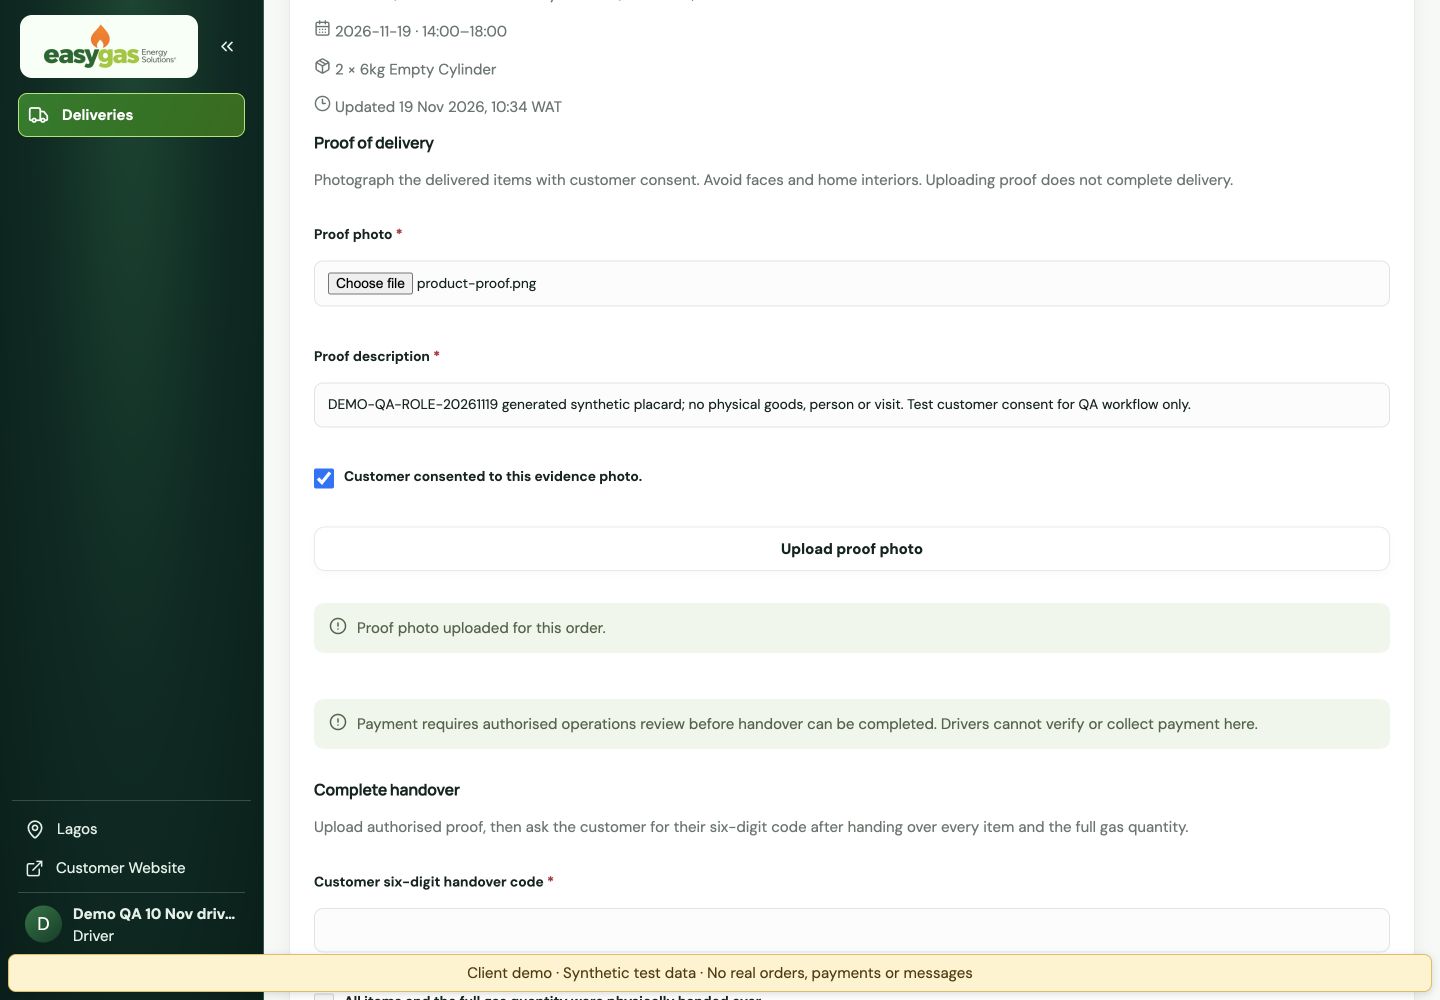 easygas Energy Solutions
Deliveries
2026-11-19 · 14:00–18:00
2 × 6kg Empty Cylinder
Updated 19 Nov 2026, 10:34 WAT
Proof of delivery
Photograph the delivered items with customer consent. Avoid faces and home interiors. Uploading proof does not complete delivery.
Proof photo *
Choose file product-proof.png
Proof description *
DEMO-QA-ROLE-20261119 generated synthetic placard; no physical goods, person or visit. Test customer consent for QA workflow only.
Customer consented to this evidence photo.
Upload proof photo
Proof photo uploaded for this order.
Payment requires authorised operations review before handover can be completed. Drivers cannot verify or collect payment here.
Complete handover
Upload authorised proof, then ask the customer for their six-digit code after handing over every item and the full gas quantity.
Customer six-digit handover code *
Lagos
Customer Website
D
Demo QA 10 Nov driv...
Driver
Client demo · Synthetic test data · No real orders, payments or messages